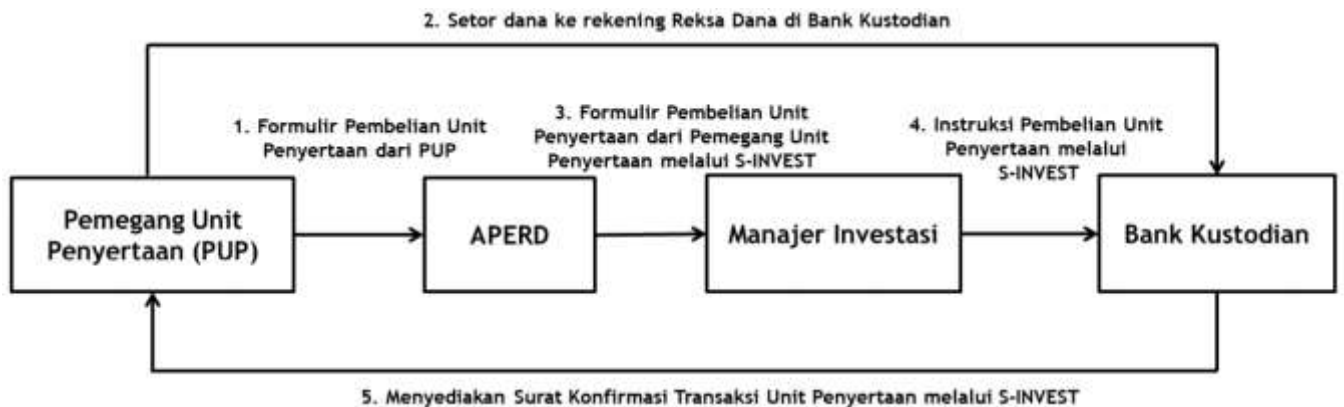 2. Setor dana ke rekening Reksa Dana di Bank Kustodian
1. Formulir Pembelian Unit
Penyertaan dari PUP
3. Formulir Pembelian Unit
Penyertaan dari Pemegang Unit
Penyertaan melalui S-INVEST
4. Instruksi Pembelian Unit
Penyertaan melalui
S-INVEST
Pemegang Unit
Penyertaan (PUP)
APERD
Manajer Investasi
Bank Kustodian
5. Menyediakan Surat Konfirmasi Transaksi Unit Penyertaan melalui S-INVEST